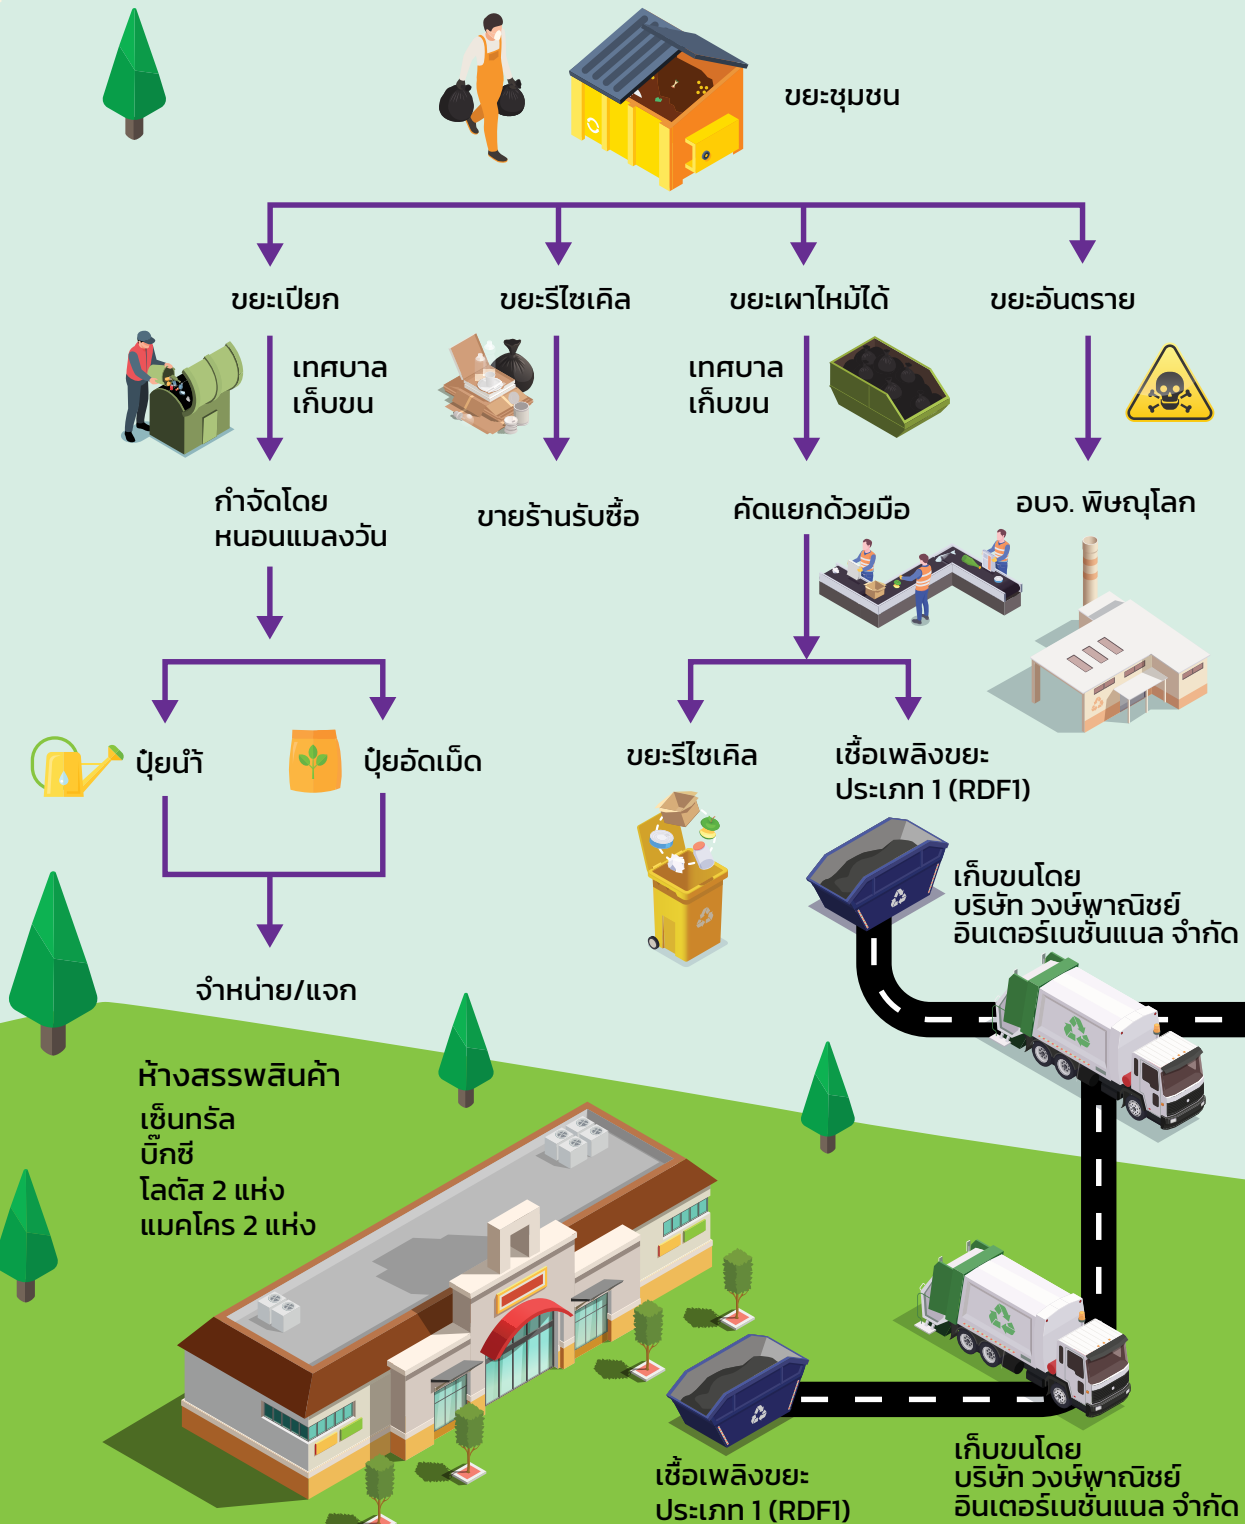 ขยะชุมชน
ขยะเปียก
ขยะรีไซเคิล
ขยะเผาไหม้ได้
ขยะอันตราย
เทศบาล
เก็บขน
เทศบาล
เก็บขน
กำจัดโดย
หนอนแมลงวัน
ขายร้านรับซื้อ
คัดแยกด้วยมือ
อบจ. พิษณุโลก
ปุ๋ยน้ำ
ปุ๋ยอัดเม็ด
ขยะรีไซเคิล
เชื้อเพลิงขยะ
ประเภท 1 (RDF1)
เก็บขนโดย
บริษัท วงษ์พาณิชย์
อินเตอร์เนชั่นแนล จำกัด
จำหน่าย/แจก
ห้างสรรพสินค้า
เซ็นทรัล
บิ๊กซี
โลตัส 2 แห่ง
แมคโคร 2 แห่ง
เชื้อเพลิงขยะ
ประเภท 1 (RDF1)
เก็บขนโดย
บริษัท วงษ์พาณิชย์
อินเตอร์เนชั่นแนล จำกัด